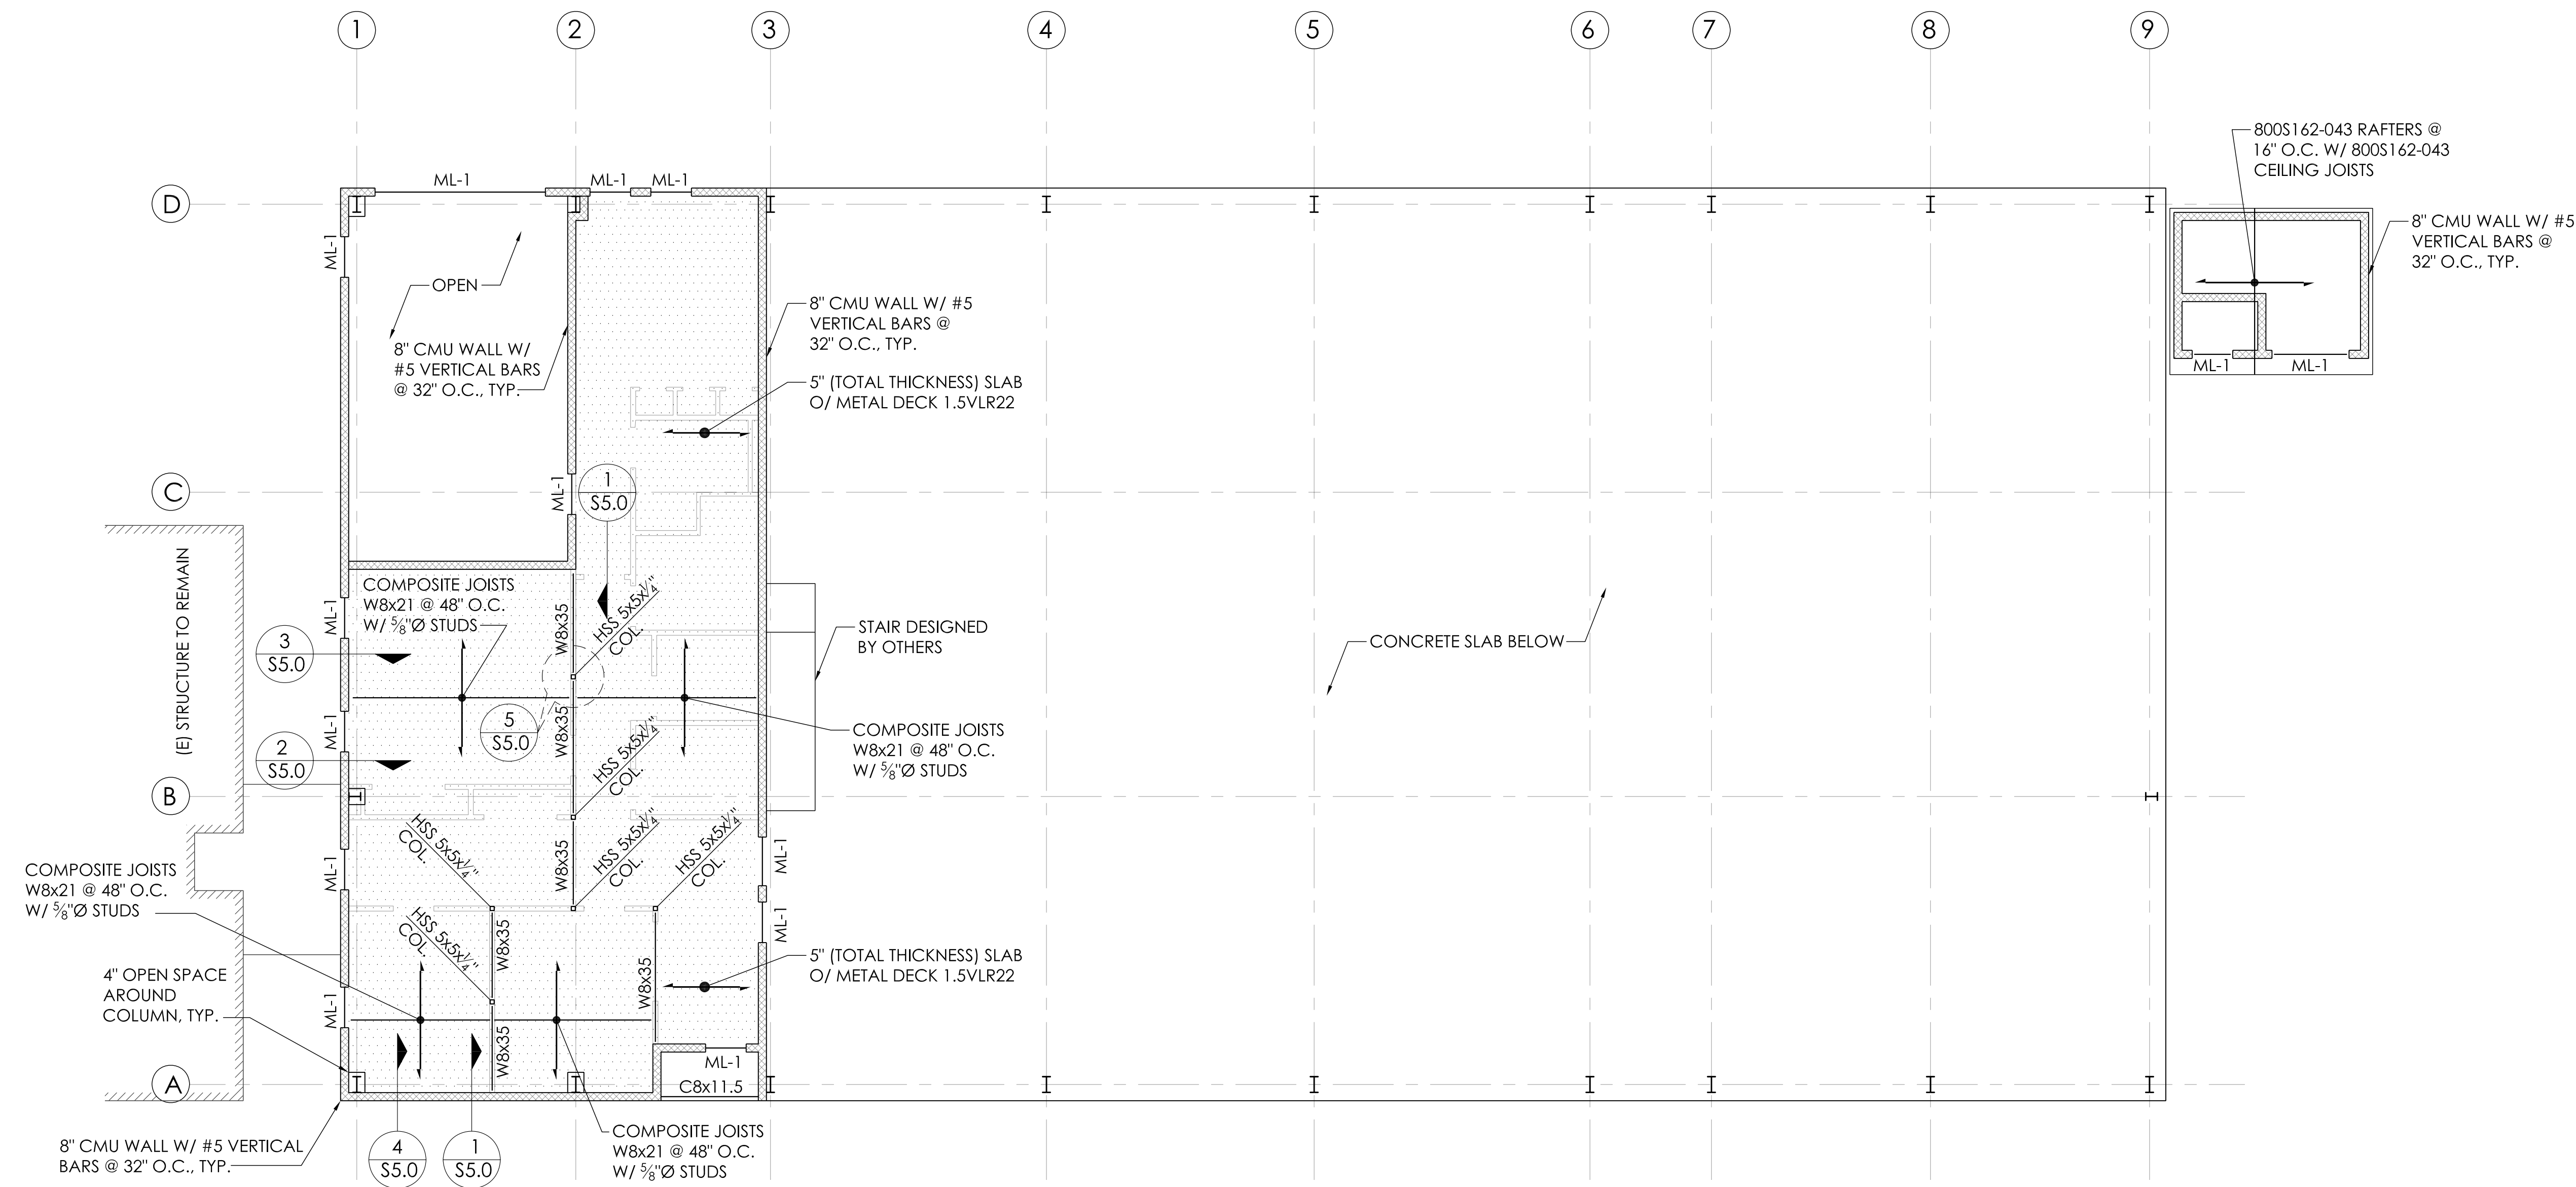 1
2
3
4
5
6
7
8
9
800S162-043 RAFTERS @
16" O.C. W/ 800S162-043
CEILING JOISTS
ML-1
ML-1
ML-1
D
8" CMU WALL W/ #5
VERTICAL BARS @
32" O.C., TYP.
ML-1
OPEN
8" CMU WALL W/ #5
VERTICAL BARS @
32" O.C., TYP.
8" CMU WALL W/
#5 VERTICAL BARS
@ 32" O.C., TYP.
ML-1
ML-1
5" (TOTAL THICKNESS) SLAB
O/ METAL DECK 1.5VLR22
C
ML-1
1
S5.0
(E) STRUCTURE TO REMAIN
COMPOSITE JOISTS
W8x21 @ 48" O.C.
W/ ⅝"Ø STUDS
ML-1
W8x35
HSS 5x5x¼"
COL.
STAIR DESIGNED
BY OTHERS
CONCRETE SLAB BELOW
3
S5.0
ML-1
5
S5.0
W8x35
2
S5.0
HSS 5x5x¼"
COL.
COMPOSITE JOISTS
W8x21 @ 48" O.C.
W/ ⅝"Ø STUDS
B
HSS 5x5x¼"
COL.
W8x35
HSS 5x5x¼"
COL.
HSS 5x5x¼"
COL.
ML-1
ML-1
COMPOSITE JOISTS
W8x21 @ 48" O.C.
W/ ⅝"Ø STUDS
HSS 5x5x¼"
COL.
W8x35
ML-1
4" OPEN SPACE
AROUND
COLUMN, TYP.
ML-1
W8x35
5" (TOTAL THICKNESS) SLAB
O/ METAL DECK 1.5VLR22
W8x35
ML-1
C8x11.5
A
8" CMU WALL W/ #5 VERTICAL
BARS @ 32" O.C., TYP.
4
S5.0
1
S5.0
COMPOSITE JOISTS
W8x21 @ 48" O.C.
W/ ⅝"Ø STUDS